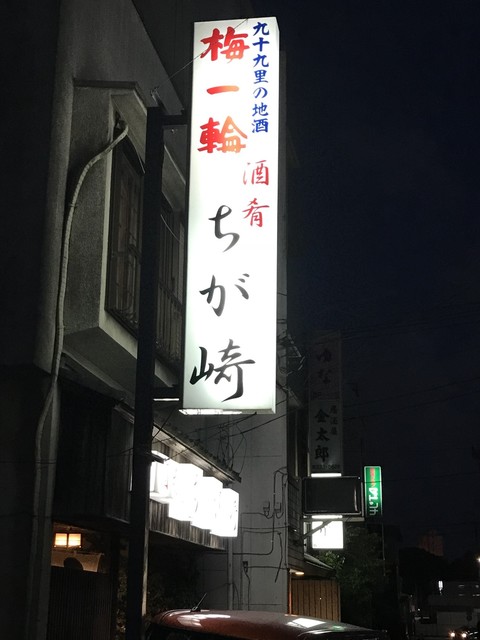 九十九里の地酒
梅一輪
酒肴
ちが崎
金太郎